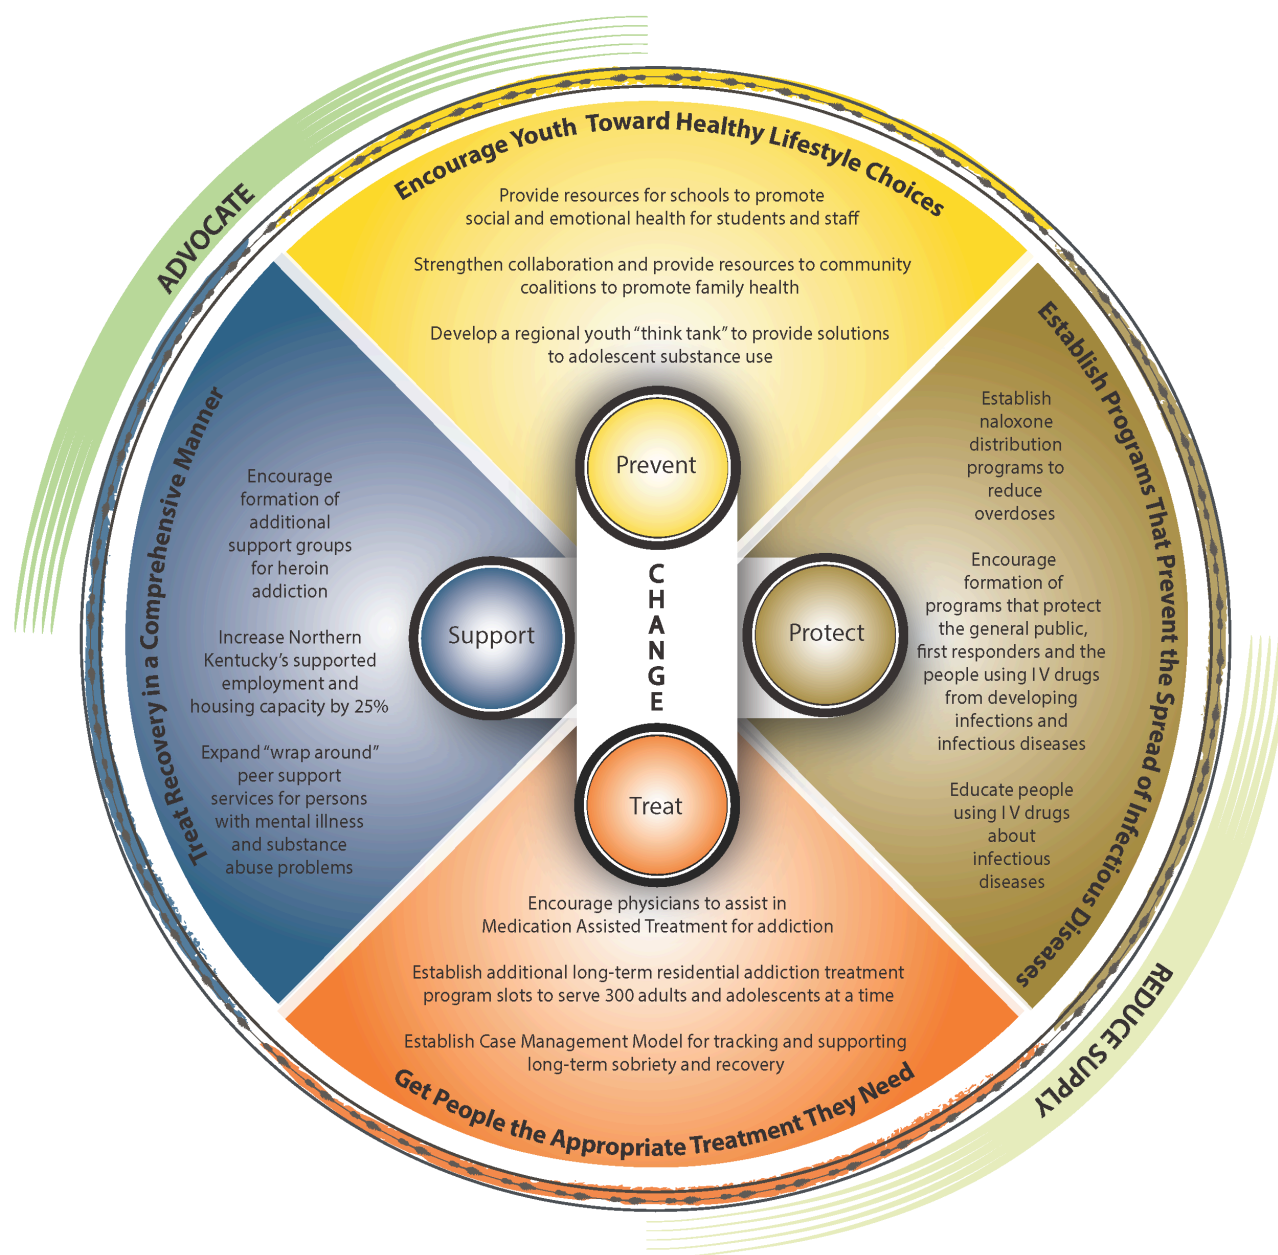 ADVOCATE
Encourage Youth Toward Healthy Lifestyle Choices
Provide resources for schools to promote
social and emotional health for students and staff
Strengthen collaboration and provide resources to community
coalitions to promote family health
Develop a regional youth “think tank” to provide solutions
to adolescent substance use
Prevent
Establish Programs That Prevent the Spread of Infectious Diseases
Establish
naloxone
distribution
programs to
reduce
overdoses
Encourage
formation of
programs that protect
the general public,
first responders and the
people using I V drugs
from developing
infections and
infectious diseases
Educate people
using I V drugs
about
infectious
diseases
Protect
CHANGE
Support
Treat Recovery in a Comprehensive Manner
Encourage
formation of
additional
support groups
for heroin
addiction
Increase Northern
Kentucky’s supported
employment and
housing capacity by 25%
Expand “wrap around”
peer support
services for persons
with mental illness
and substance
abuse problems
Treat
Encourage physicians to assist in
Medication Assisted Treatment for addiction
Establish additional long-term residential addiction treatment
program slots to serve 300 adults and adolescents at a time
Establish Case Management Model for tracking and supporting
long-term sobriety and recovery
Get People the Appropriate Treatment They Need
REDUCE SUPPLY